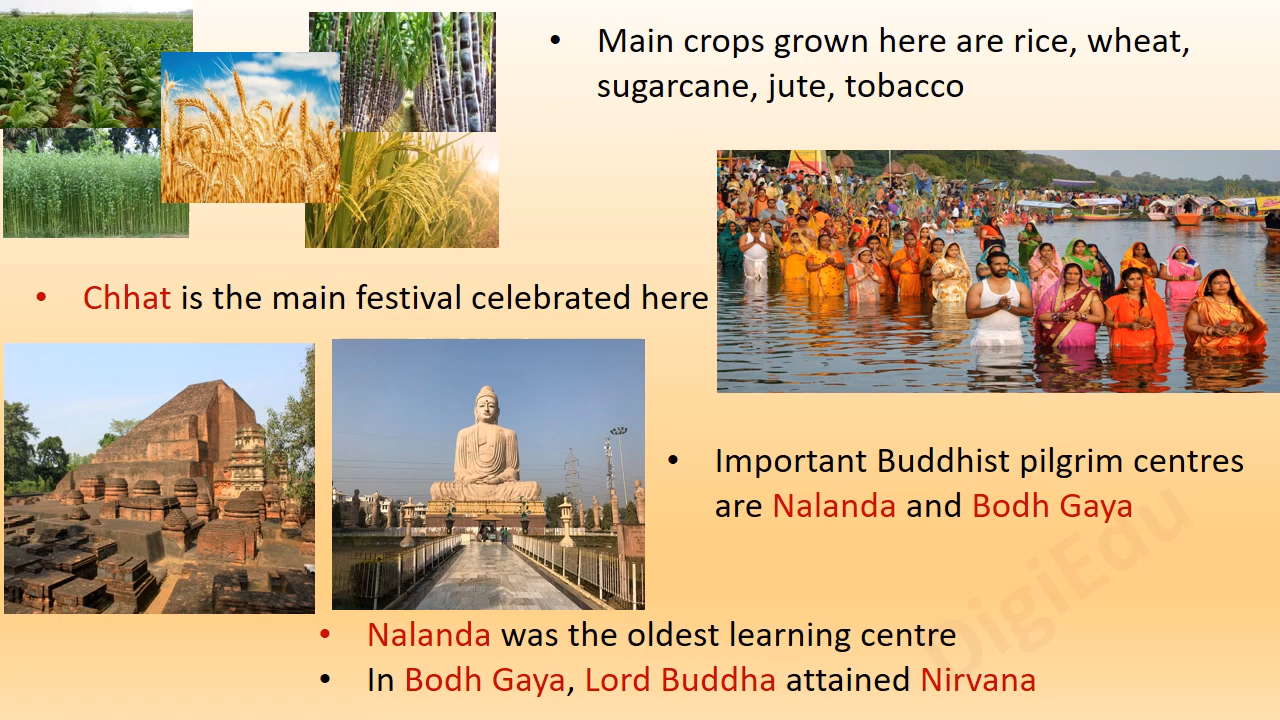 • Main crops grown here are rice, wheat,
sugarcane, jute, tobacco
• Chhat is the main festival celebrated here
• Important Buddhist pilgrim centres
are Nalanda and Bodh Gaya
• Nalanda was the oldest learning centre
• In Bodh Gaya, Lord Buddha attained Nirvana
DigiEdu